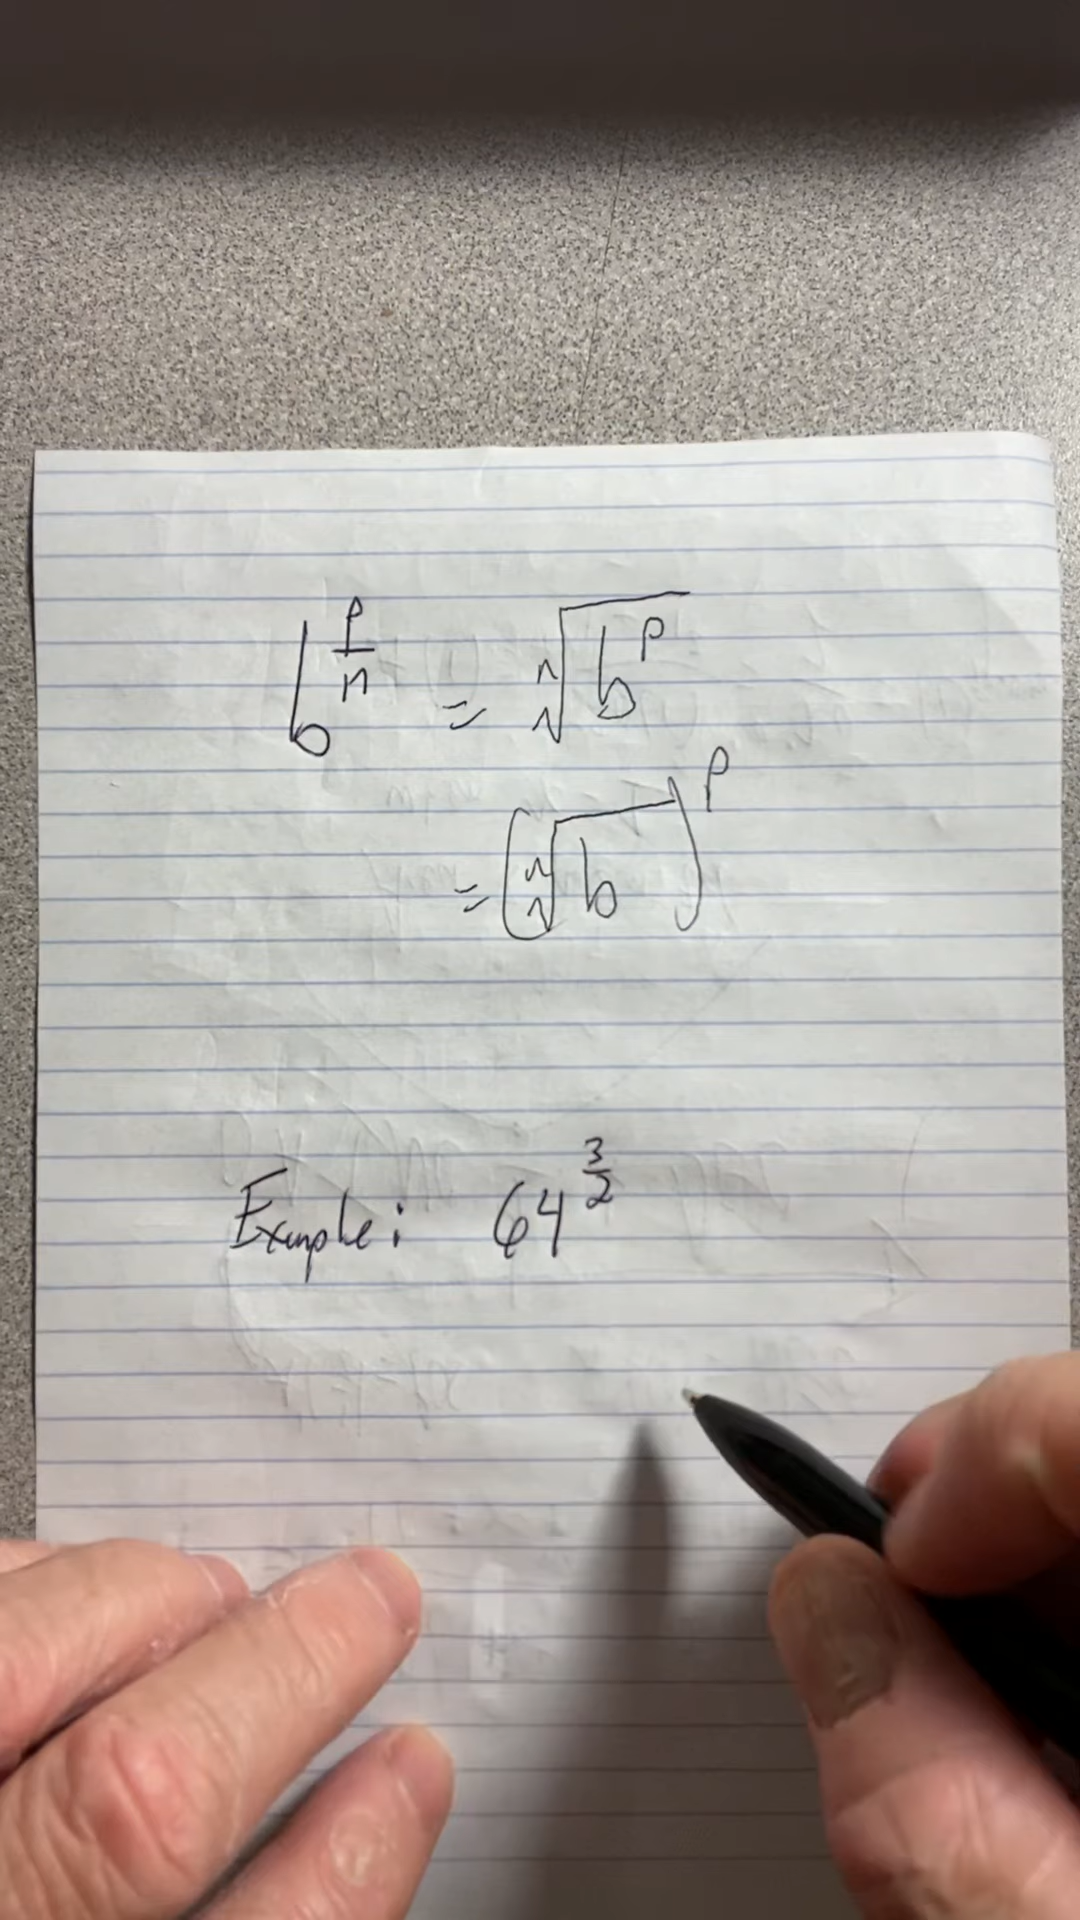 b^(p/n) = ⁿ√(b^p)
= (ⁿ√b)^p
Example: 64^(3/2)